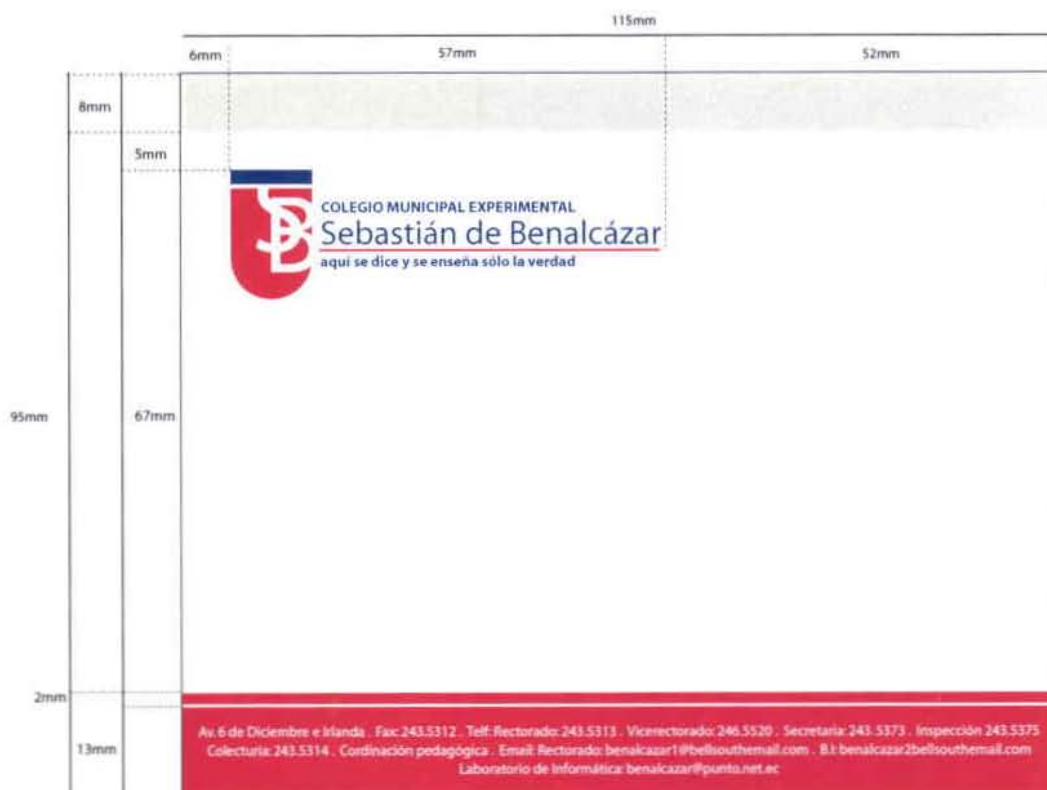 115mm
6mm 57mm 52mm
8mm
5mm
SB
COLEGIO MUNICIPAL EXPERIMENTAL
Sebastián de Benalcázar
aquí se dice y se enseña sólo la verdad
95mm 67mm
2mm
13mm
Av. 6 de Diciembre e Irlanda . Fax: 243.5312 . Telf: Rectorado: 243.5313 . Vicerectorado: 246.5520 . Secretaria: 243.5373 . Inspección 243.5375
Colecturia: 243.5314 . Cordinación pedagógica . Email: Rectorado: benalcazar1@bellsouthemail.com . B.I: benalcazar2bellsouthemail.com
Laboratorio de Informática: benalcazar@punto.net.ec